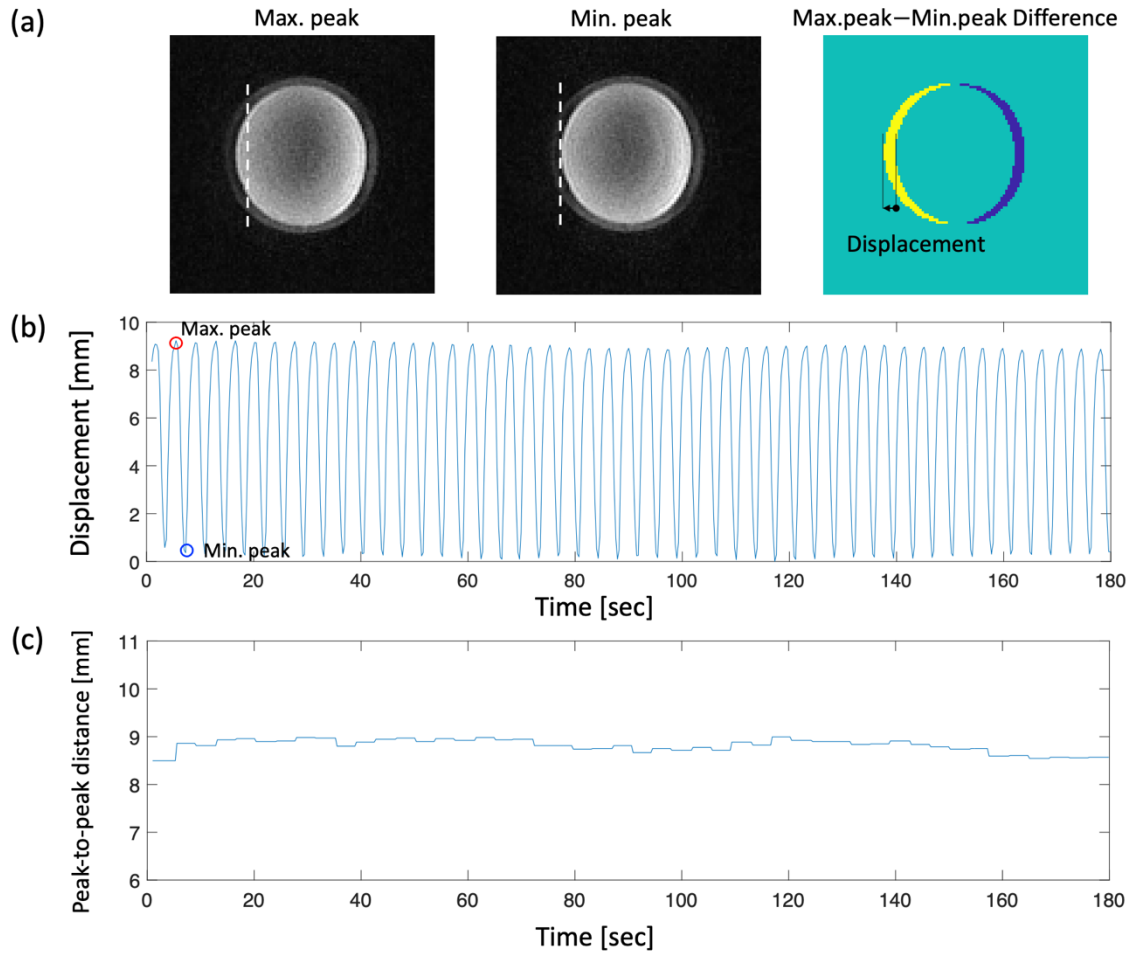 (a)
Max. peak
Min. peak
Max.peak—Min.peak Difference
Displacement
(b)
Displacement [mm]
10
8
6
4
2
0
Max. peak
Min. peak
0 20 40 60 80 100 120 140 160 180
Time [sec]
(c)
Peak-to-peak distance [mm]
11
10
9
8
7
6
0 20 40 60 80 100 120 140 160 180
Time [sec]